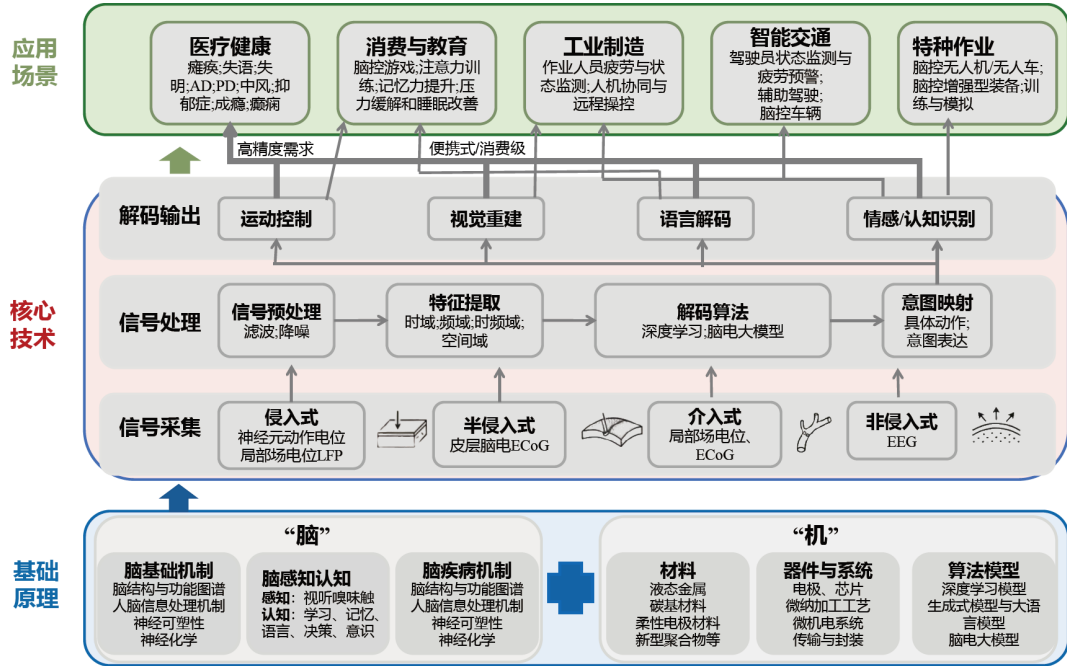 应用
场景
医疗健康
瘫痪;失语;失
明;AD;PD;中风;抑
郁症;成瘾;癫痫
消费与教育
脑控游戏;注意力训
练;记忆力提升;压
力缓解和睡眠改善
工业制造
作业人员疲劳与状
态监测;人机协同与
远程操控
智能交通
驾驶员状态监测与
疲劳预警;
辅助驾驶;
脑控车辆
特种作业
脑控无人机/无人车;
脑控增强型装备;训
练与模拟
高精度需求
便携式/消费级
核心
技术
解码输出
运动控制
视觉重建
语言解码
情感/认知识别
信号处理
信号预处理
滤波;降噪
特征提取
时域;频域;时频域;
空间域
解码算法
深度学习;脑电大模型
意图映射
具体动作;
意图表达
信号采集
侵入式
神经元动作电位
局部场电位LFP
半侵入式
皮层脑电ECoG
介入式
局部场电位、
ECoG
非侵入式
EEG
基础
原理
“脑”
脑基础机制
脑结构与功能图谱
人脑信息处理机制
神经可塑性
神经化学
脑感知认知
感知：视听嗅味触
认知：学习、记忆、
语言、决策、意识
脑疾病机制
脑结构与功能图谱
人脑信息处理机制
神经可塑性
神经化学
“机”
材料
液态金属
碳基材料
柔性电极材料
新型聚合物等
器件与系统
电极、芯片
微纳加工工艺
微机电系统
传输与封装
算法模型
深度学习模型
生成式模型与大语
言模型
脑电大模型